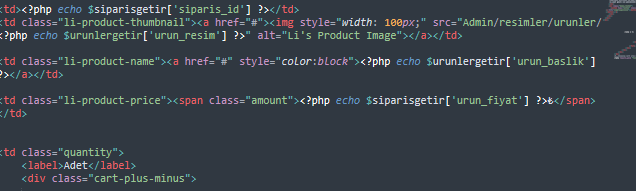 <td><?php echo $siparisgetir['siparis_id'] ?></td>
<td class="li-product-thumbnail"><a href="#"><img style="width: 100px;" src="Admin/resimler/urunler/
<?php echo $urunlergetir['urun_resim'] ?>" alt="Li's Product Image"></a></td>
<td class="li-product-name"><a href="#" style="color:block"><?php echo $urunlergetir['urun_baslik']
?></a></td>
<td class="li-product-price"><span class="amount"><?php echo $siparisgetir['urun_fiyat'] ?>₺</span>
</td>
<td class="quantity">
<label>Adet</label>
<div class="cart-plus-minus">